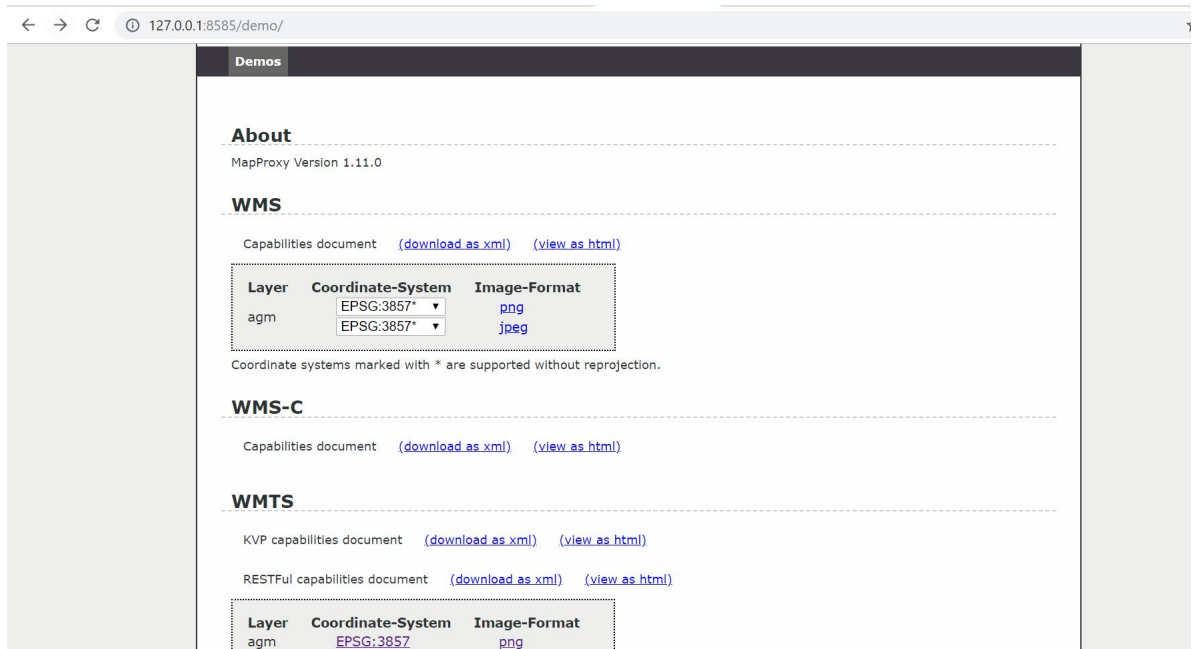 127.0.0.1:8585/demo/
Demos
About
MapProxy Version 1.11.0
WMS
Capabilities document (download as xml) (view as html)
Layer Coordinate-System Image-Format
EPSG:3857* png
agm
EPSG:3857* jpeg
Coordinate systems marked with * are supported without reprojection.
WMS-C
Capabilities document (download as xml) (view as html)
WMTS
KVP capabilities document (download as xml) (view as html)
RESTFul capabilities document (download as xml) (view as html)
Layer Coordinate-System Image-Format
agm EPSG:3857 png